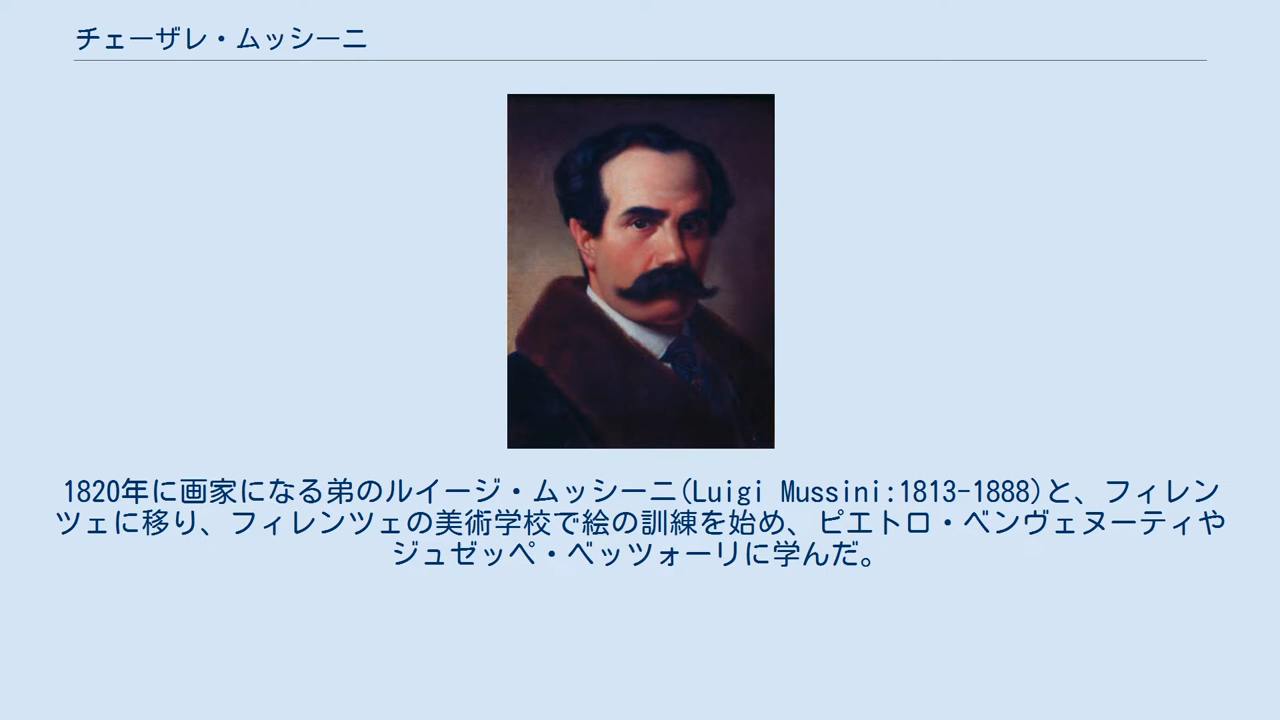 チェーザレ・ムッシーニ
1820年に画家になる弟のルイージ・ムッシーニ(Luigi Mussini:1813-1888)と、フィレン
ツェに移り、フィレンツェの美術学校で絵の訓練を始め、ピエトロ・ベンヴェヌーティや
ジュゼッペ・ベッツォーリに学んだ。